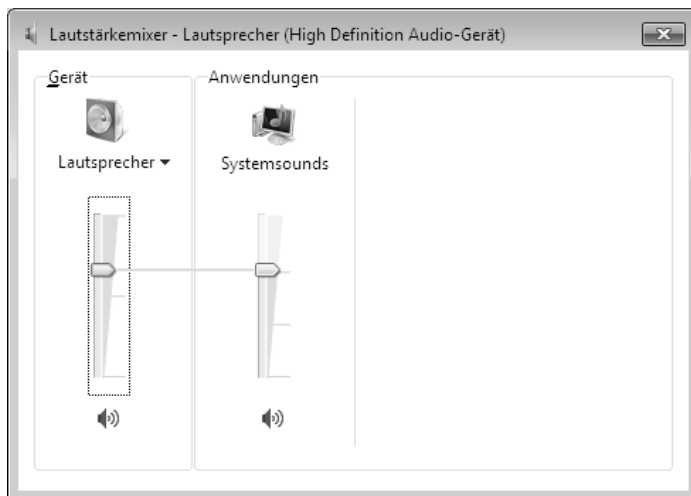 Lautstärkemixer - Lautsprecher (High Definition Audio-Gerät)
Gerät
Anwendungen
Lautsprecher
Systemsounds